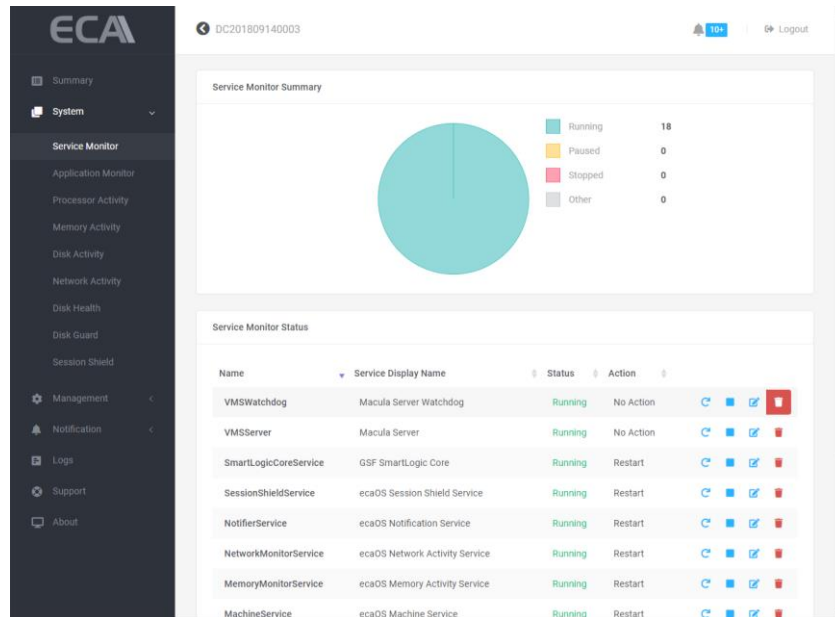 ECA
DC201809140003
10+
Logout
Summary
System
Service Monitor
Application Monitor
Processor Activity
Memory Activity
Disk Activity
Network Activity
Disk Health
Disk Guard
Session Shield
Management
Notification
Logs
Support
About
Service Monitor Summary
Running 18
Paused 0
Stopped 0
Other 0
Service Monitor Status
Name Service Display Name Status Action
VMSWatchdog Macula Server Watchdog Running No Action
VMSServer Macula Server Running No Action
SmartLogicCoreService GSF SmartLogic Core Running Restart
SessionShieldService ecaOS Session Shield Service Running Restart
NotifierService ecaOS Notification Service Running Restart
NetworkMonitorService ecaOS Network Activity Service Running Restart
MemoryMonitorService ecaOS Memory Activity Service Running Restart
MachineService ecaOS Machine Service Running Restart